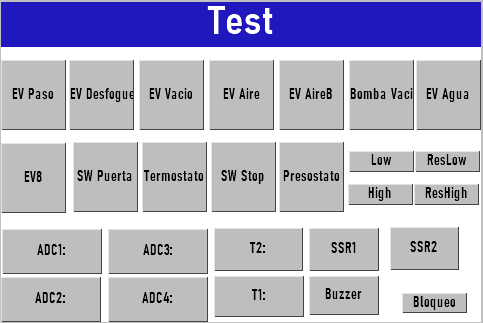 Test
EV Paso EV Desfogue EV Vacio EV Aire EV AireB Bomba Vaci EV Agua
EV8 SW Puerta Termostato SW Stop Presostato
Low ResLow
High ResHigh
ADC1: ADC3: T2: SSR1 SSR2
ADC2: ADC4: T1: Buzzer Bloqueo